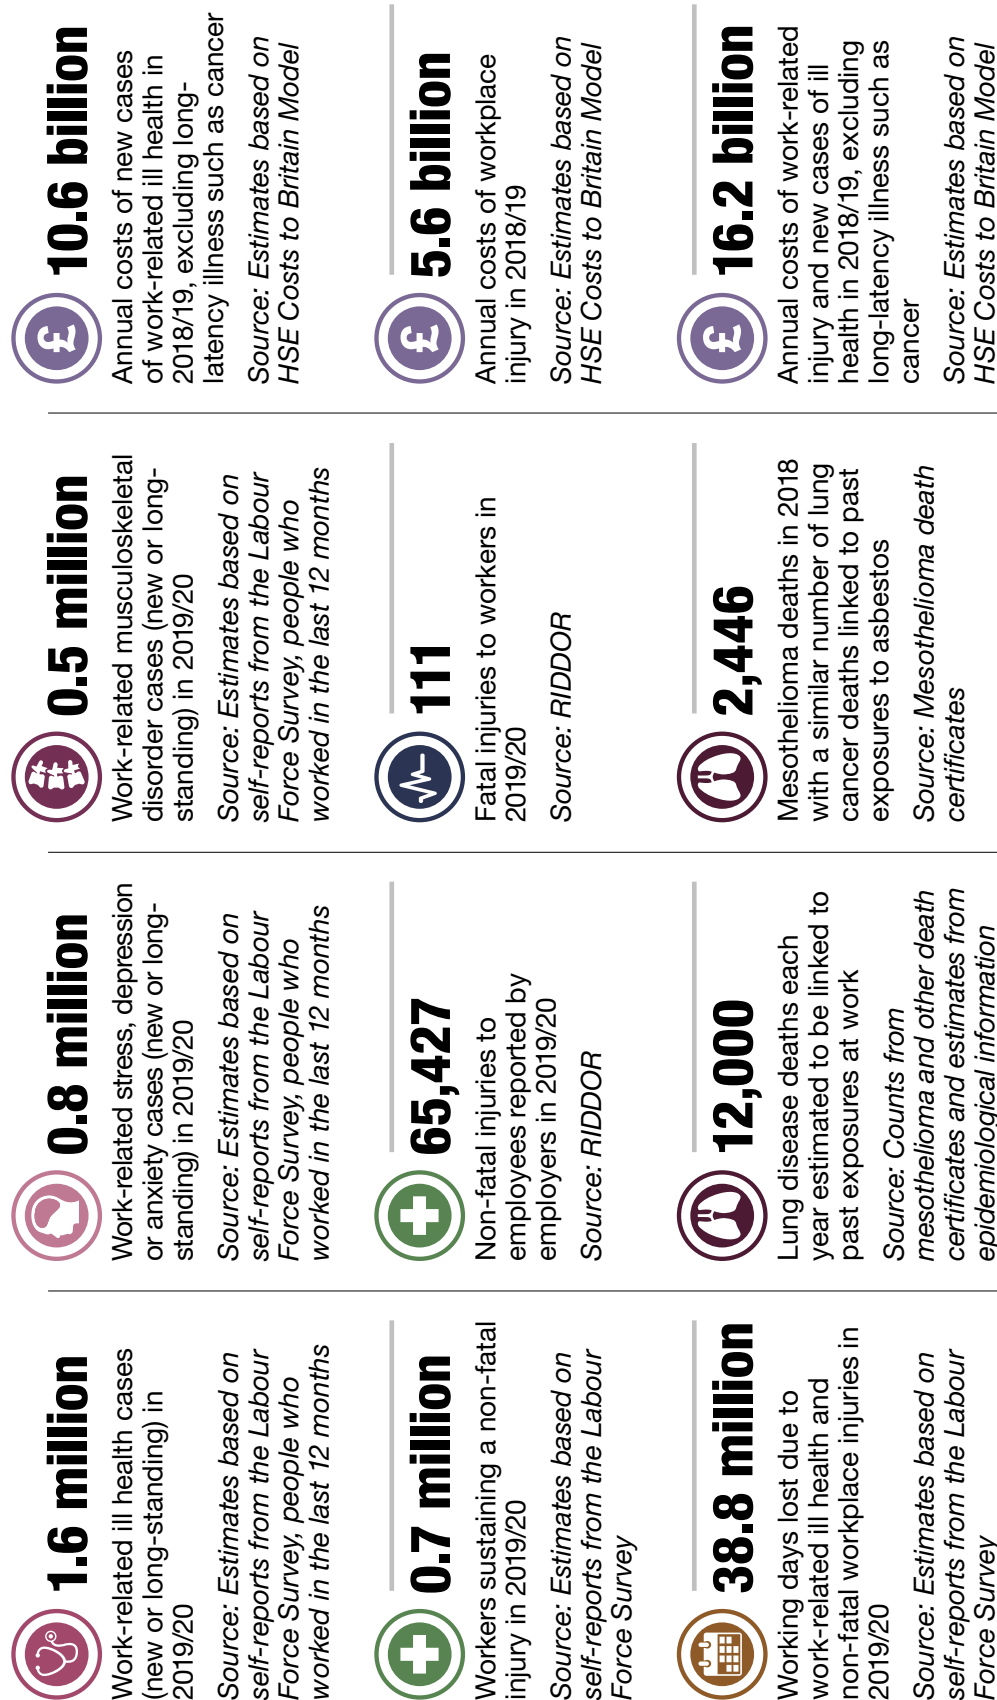 1.6 million
Work-related ill health cases
(new or long-standing) in
2019/20
Source: Estimates based on
self-reports from the Labour
Force Survey, people who
worked in the last 12 months
0.8 million
Work-related stress, depression
or anxiety cases (new or long-
standing) in 2019/20
Source: Estimates based on
self-reports from the Labour
Force Survey, people who
worked in the last 12 months
0.5 million
Work-related musculoskeletal
disorder cases (new or long-
standing) in 2019/20
Source: Estimates based on
self-reports from the Labour
Force Survey, people who
worked in the last 12 months
£
10.6 billion
Annual costs of new cases
of work-related ill health in
2018/19, excluding long-
latency illness such as cancer
Source: Estimates based on
HSE Costs to Britain Model
0.7 million
Workers sustaining a non-fatal
injury in 2019/20
Source: Estimates based on
self-reports from the Labour
Force Survey
65,427
Non-fatal injuries to
employees reported by
employers in 2019/20
Source: RIDDOR
111
Fatal injuries to workers in
2019/20
Source: RIDDOR
£
5.6 billion
Annual costs of workplace
injury in 2018/19
Source: Estimates based on
HSE Costs to Britain Model
38.8 million
Working days lost due to
work-related ill health and
non-fatal workplace injuries in
2019/20
Source: Estimates based on
self-reports from the Labour
Force Survey
12,000
Lung disease deaths each
year estimated to be linked to
past exposures at work
Source: Counts from
mesothelioma and other death
certificates and estimates from
epidemiological information
2,446
Mesothelioma deaths in 2018
with a similar number of lung
cancer deaths linked to past
exposures to asbestos
Source: Mesothelioma death
certificates
£
16.2 billion
Annual costs of work-related
injury and new cases of ill
health in 2018/19, excluding
long-latency illness such as
cancer
Source: Estimates based on
HSE Costs to Britain Model